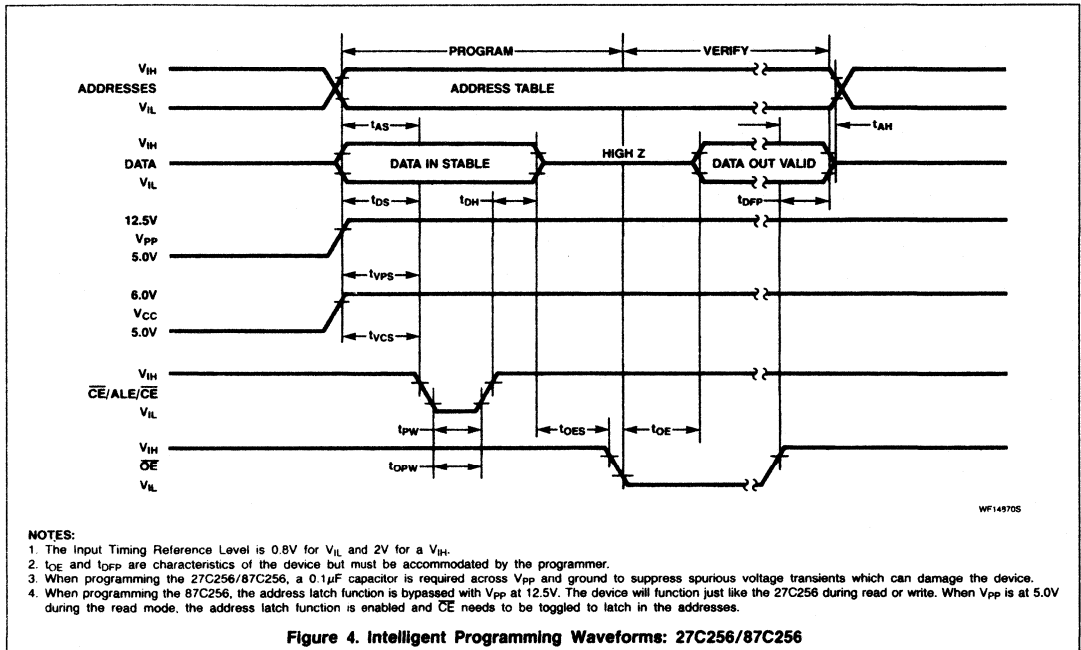 PROGRAM
VERIFY
VIH
ADDRESSES
VIL
ADDRESS TABLE
tAS
tAH
VIH
DATA
VIL
DATA IN STABLE
HIGH Z
DATA OUT VALID
tDS
tDH
tDFP
12.5V
VPP
5.0V
tVPS
6.0V
VCC
5.0V
tVCS
VIH
C̅E̅/ALE/C̅E̅
VIL
tPW
tOES
tOE
VIH
O̅E̅
VIL
tOPW
WF14970S
NOTES:
1. The Input Timing Reference Level is 0.8V for VIL and 2V for a VIH.
2. tOE and tDFP are characteristics of the device but must be accommodated by the programmer.
3. When programming the 27C256/87C256, a 0.1μF capacitor is required across VPP and ground to suppress spurious voltage transients which can damage the device.
4. When programming the 87C256, the address latch function is bypassed with VPP at 12.5V. The device will function just like the 27C256 during read or write. When VPP is at 5.0V
during the read mode, the address latch function is enabled and C̅E̅ needs to be toggled to latch in the addresses.
Figure 4. Intelligent Programming Waveforms: 27C256/87C256